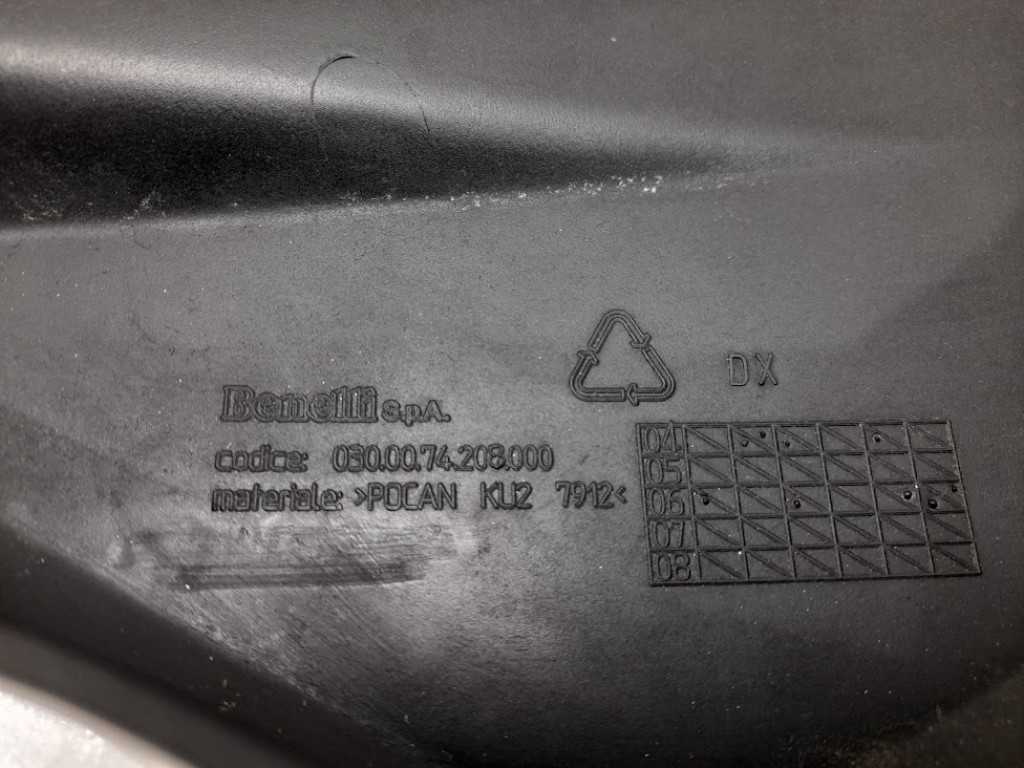 Benelli S.p.A.
codice: 030.00.74.208.000
materiale: >POCAN KU2 7912<
DX
04
05
06
07
08